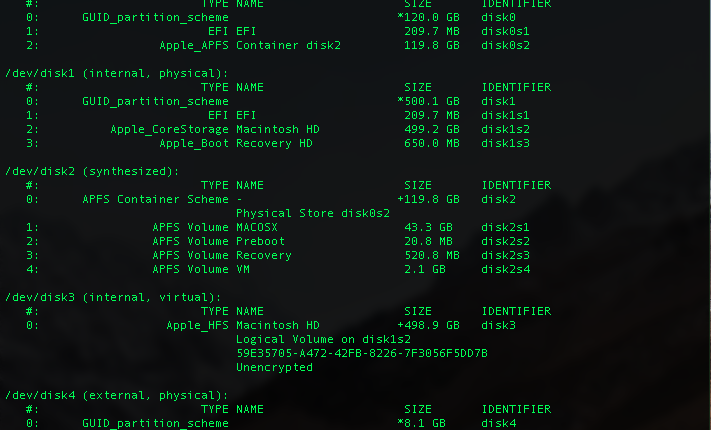 #: TYPE NAME SIZE IDENTIFIER
0: GUID_partition_scheme *120.0 GB disk0
1: EFI EFI 209.7 MB disk0s1
2: Apple_APFS Container disk2 119.8 GB disk0s2
/dev/disk1 (internal, physical):
#: TYPE NAME SIZE IDENTIFIER
0: GUID_partition_scheme *500.1 GB disk1
1: EFI EFI 209.7 MB disk1s1
2: Apple_CoreStorage Macintosh HD 499.2 GB disk1s2
3: Apple_Boot Recovery HD 650.0 MB disk1s3
/dev/disk2 (synthesized):
#: TYPE NAME SIZE IDENTIFIER
0: APFS Container Scheme - +119.8 GB disk2
Physical Store disk0s2
1: APFS Volume MACOSX 43.3 GB disk2s1
2: APFS Volume Preboot 20.8 MB disk2s2
3: APFS Volume Recovery 520.8 MB disk2s3
4: APFS Volume VM 2.1 GB disk2s4
/dev/disk3 (internal, virtual):
#: TYPE NAME SIZE IDENTIFIER
0: Apple_HFS Macintosh HD +498.9 GB disk3
Logical Volume on disk1s2
59E35705-A472-42FB-8226-7F3056F5DD7B
Unencrypted
/dev/disk4 (external, physical):
#: TYPE NAME SIZE IDENTIFIER
0: GUID_partition_scheme *8.1 GB disk4